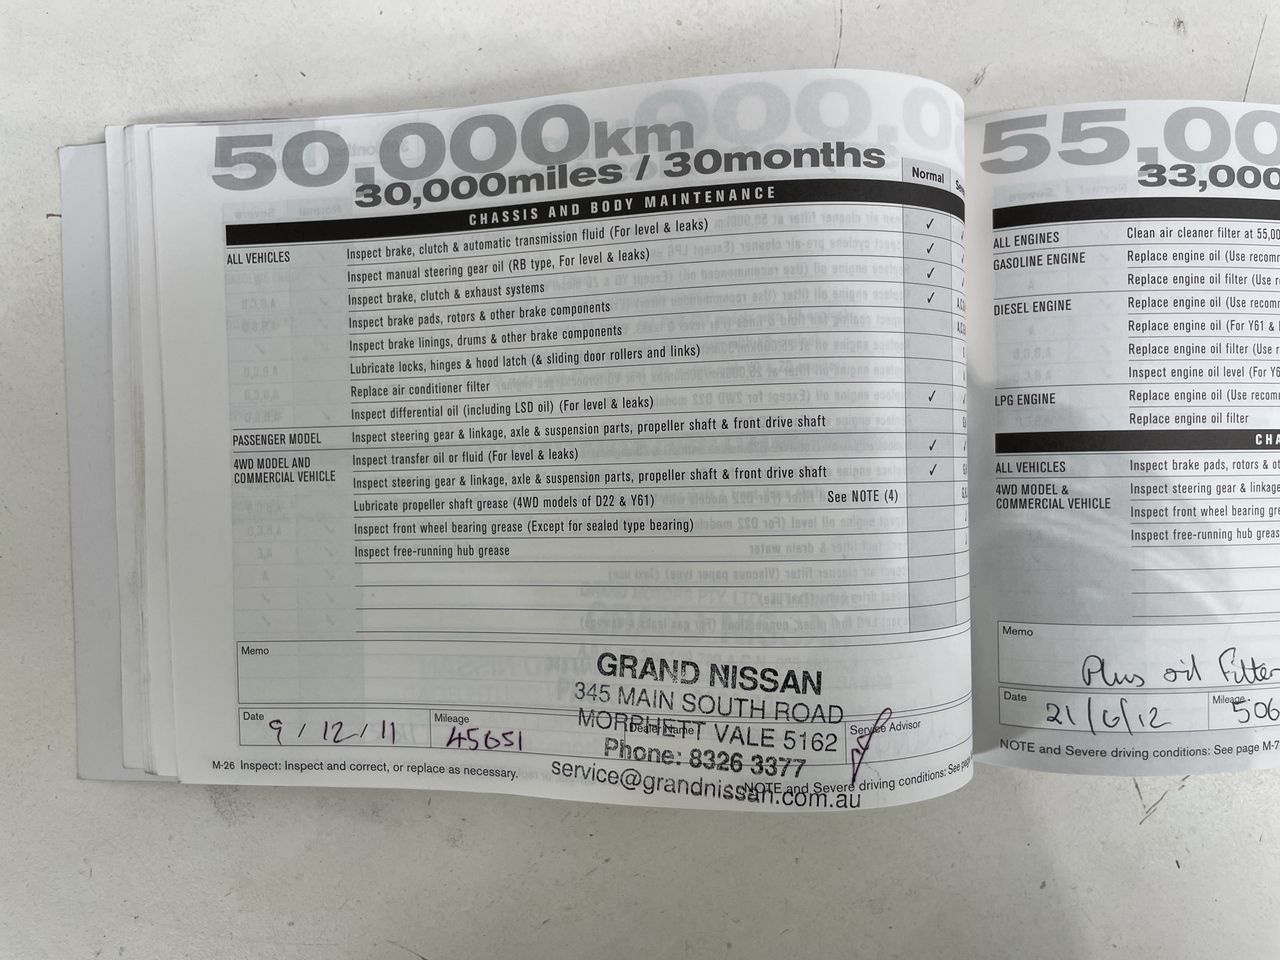 50,000km
30,000miles / 30months
Normal
CHASSIS AND BODY MAINTENANCE
ALL VEHICLES
Inspect brake, clutch & automatic transmission fluid (For level & leaks) ✓
Inspect manual steering gear oil (RB type, For level & leaks) ✓
Inspect brake, clutch & exhaust systems ✓
Inspect brake pads, rotors & other brake components ✓
Inspect brake linings, drums & other brake components
Lubricate locks, hinges & hood latch (& sliding door rollers and links)
Replace air conditioner filter
Inspect differential oil (including LSD oil) (For level & leaks) ✓
PASSENGER MODEL
Inspect steering gear & linkage, axle & suspension parts, propeller shaft & front drive shaft
4WD MODEL AND
COMMERCIAL VEHICLE
Inspect transfer oil or fluid (For level & leaks) ✓
Inspect steering gear & linkage, axle & suspension parts, propeller shaft & front drive shaft ✓
Lubricate propeller shaft grease (4WD models of D22 & Y61) See NOTE (4)
Inspect front wheel bearing grease (Except for sealed type bearing)
Inspect free-running hub grease
Memo
GRAND NISSAN
345 MAIN SOUTH ROAD
MORPHETT VALE 5162
Phone: 8326 3377
service@grandnissan.com.au
Date
9 / 12 / 11
Mileage
45651
Dealer Name
Service Advisor
M-26 Inspect: Inspect and correct, or replace as necessary.
NOTE and Severe driving conditions: See page
55,00
33,000
ALL ENGINES
Clean air cleaner filter at 55,00
GASOLINE ENGINE
Replace engine oil (Use recomm
Replace engine oil filter (Use r
DIESEL ENGINE
Replace engine oil (Use recomm
Replace engine oil (For Y61 &
Replace engine oil filter (Use r
Inspect engine oil level (For Y6
LPG ENGINE
Replace engine oil (Use recom
Replace engine oil filter
CHA
ALL VEHICLES
Inspect brake pads, rotors & ot
4WD MODEL &
COMMERCIAL VEHICLE
Inspect steering gear & linkage
Inspect front wheel bearing gre
Inspect free-running hub greas
Memo
Plus oil Filter
Date
21/6/12
Mileage
506
NOTE and Severe driving conditions: See page M-7